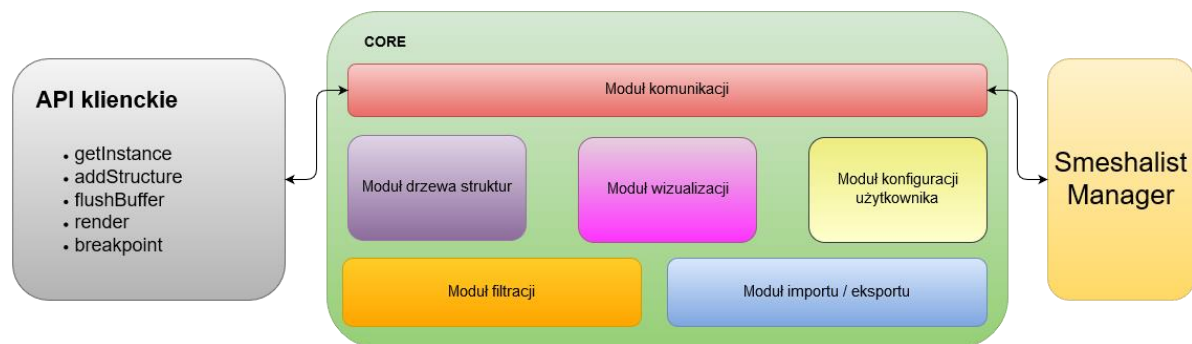 API klienckie
• getInstance
• addStructure
• flushBuffer
• render
• breakpoint
CORE
Moduł komunikacji
Moduł drzewa struktur
Moduł wizualizacji
Moduł konfiguracji
użytkownika
Moduł filtracji
Moduł importu / eksportu
Smeshalist
Manager